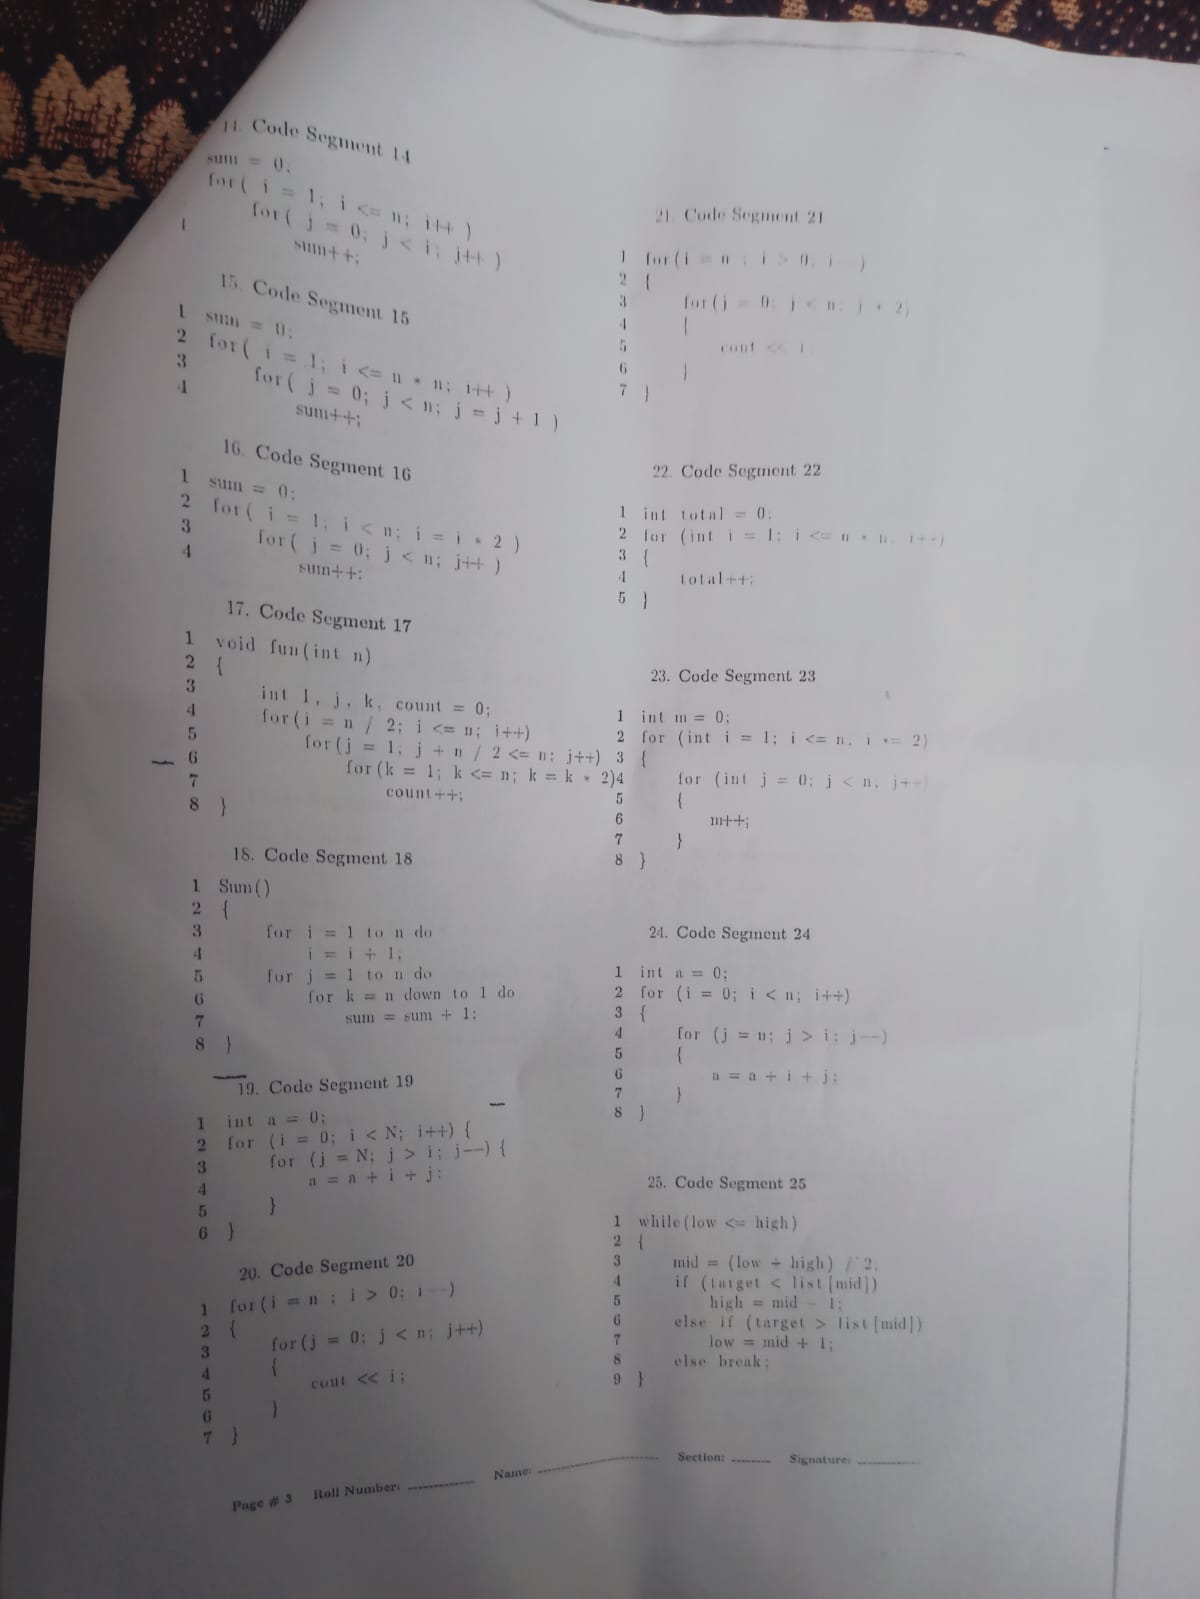 14. Code Segment 14
sum = 0;
for( i = 1; i <= n; i++ )
for( j = 0; j < i; j++ )
4 sum++;
15. Code Segment 15
1 sum = 0;
2 for( i = 1; i <= n * n; i++ )
3 for( j = 0; j < n; j = j + 1 )
4 sum++;
16. Code Segment 16
1 sum = 0;
2 for( i = 1; i < n; i = i * 2 )
3 for( j = 0; j < n; j++ )
4 sum++;
17. Code Segment 17
1 void fun(int n)
2 {
3 int I, j, k, count = 0;
4 for(i = n / 2; i <= n; i++)
5 for(j = 1; j + n / 2 <= n; j++)
6 for(k = 1; k <= n; k = k * 2)
7 count++;
8 }
18. Code Segment 18
1 Sum()
2 {
3 for i = 1 to n do
4 i = i + 1;
5 for j = 1 to n do
6 for k = n down to 1 do
7 sum = sum + 1;
8 }
19. Code Segment 19
1 int a = 0;
2 for (i = 0; i < N; i++) {
3 for (j = N; j > i; j--) {
4 a = a + i + j;
5 }
6 }
20. Code Segment 20
1 for(i = n ; i > 0; i--)
2 {
3 for(j = 0; j < n; j++)
4 {
5 cout << i;
6 }
7 }
21. Code Segment 21
1 for(i = n ; i > 0; i--)
2 {
3 for(j = 0; j < n; j * 2)
4 {
5 cout << i;
6 }
7 }
22. Code Segment 22
1 int total = 0;
2 for (int i = 1; i <= n * n; i++)
3 {
4 total++;
5 }
23. Code Segment 23
1 int m = 0;
2 for (int i = 1; i <= n; i *= 2)
3 {
4 for (int j = 0; j < n; j++)
5 {
6 m++;
7 }
8 }
24. Code Segment 24
1 int a = 0;
2 for (i = 0; i < n; i++)
3 {
4 for (j = n; j > i; j--)
5 {
6 a = a + i + j;
7 }
8 }
25. Code Segment 25
1 while(low <= high)
2 {
3 mid = (low + high) / 2;
4 if (target < list[mid])
5 high = mid - 1;
6 else if (target > list[mid])
7 low = mid + 1;
8 else break;
9 }
Page # 3 Roll Number: Name: Section: Signature: